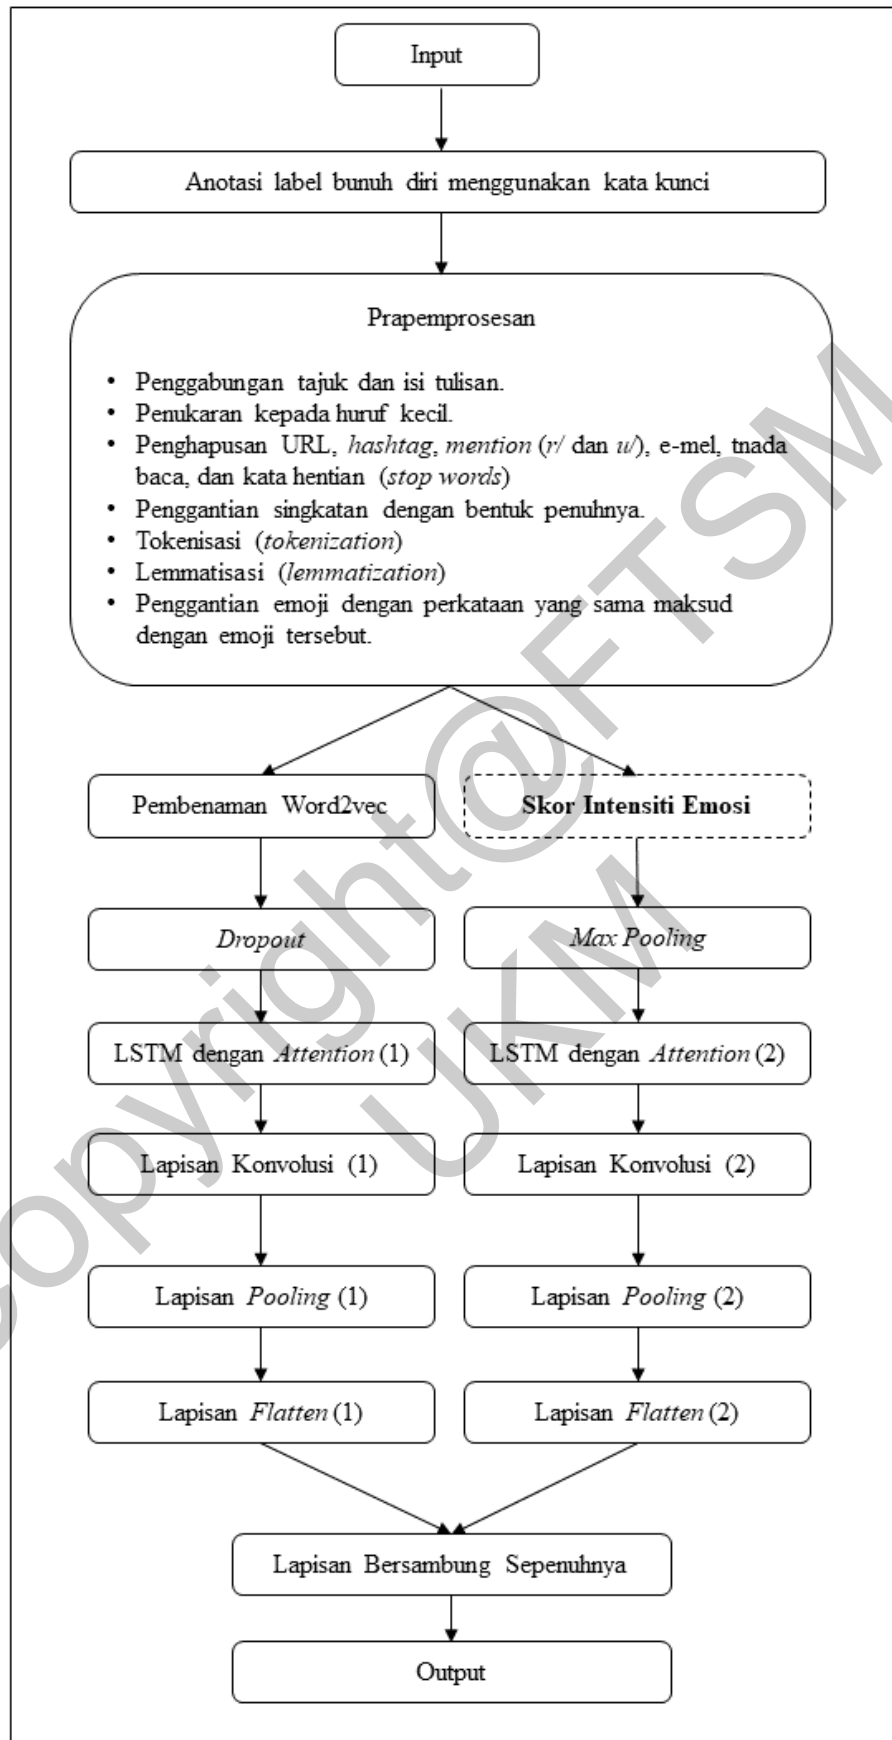 Input
Anotasi label bunuh diri menggunakan kata kunci
Prapemprosesan
• Penggabungan tajuk dan isi tulisan.
• Penukaran kepada huruf kecil.
• Penghapusan URL, hashtag, mention (r/ dan u/), e-mel, tnada
baca, dan kata hentian (stop words)
• Penggantian singkatan dengan bentuk penuhnya.
• Tokenisasi (tokenization)
• Lemmatisasi (lemmatization)
• Penggantian emoji dengan perkataan yang sama maksud
dengan emoji tersebut.
Pembenaman Word2vec
Skor Intensiti Emosi
Dropout
Max Pooling
LSTM dengan Attention (1)
LSTM dengan Attention (2)
Lapisan Konvolusi (1)
Lapisan Konvolusi (2)
Lapisan Pooling (1)
Lapisan Pooling (2)
Lapisan Flatten (1)
Lapisan Flatten (2)
Lapisan Bersambung Sepenuhnya
Output
Copyright@FTSM
UKM